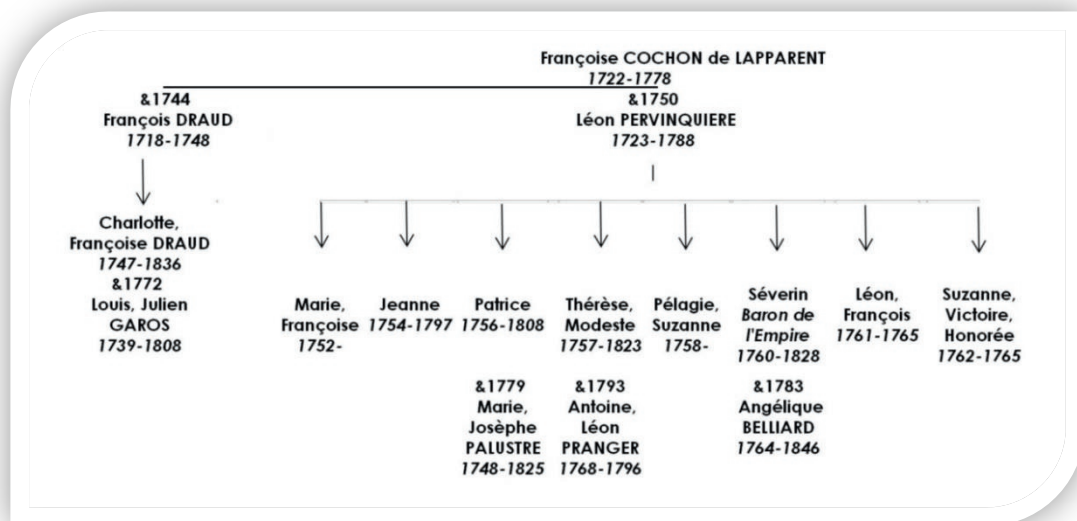 Françoise COCHON de LAPPARENT
1722-1778
&1744
François DRAUD
1718-1748
&1750
Léon PERVINQUIERE
1723-1788
Charlotte,
Françoise DRAUD
1747-1836
&1772
Louis, Julien
GAROS
1739-1808
Marie,
Françoise
1752-
Jeanne
1754-1797
Patrice
1756-1808
&1779
Marie,
Josèphe
PALUSTRE
1748-1825
Thérèse,
Modeste
1757-1823
&1793
Antoine,
Léon
PRANGER
1768-1796
Pélagie,
Suzanne
1758-
Séverin
Baron de
l'Empire
1760-1828
&1783
Angélique
BELLIARD
1764-1846
Léon,
François
1761-1765
Suzanne,
Victoire,
Honorée
1762-1765